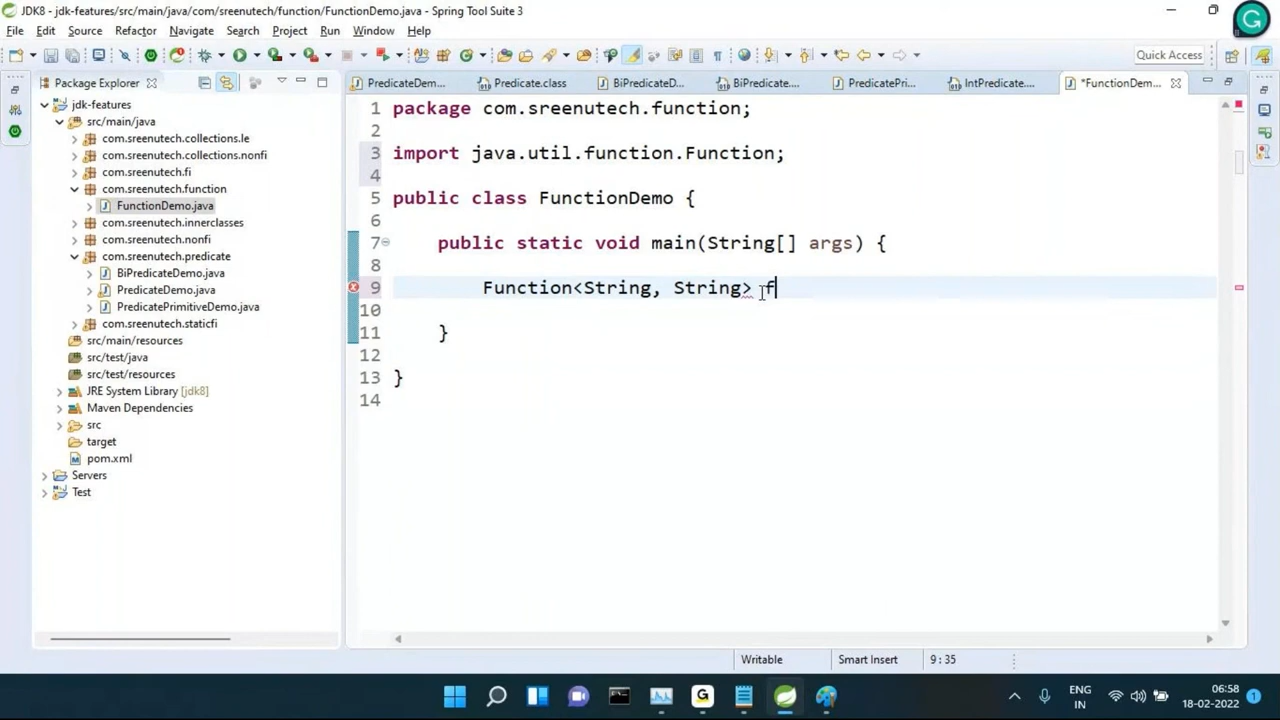 JDK8 - jdk-features/src/main/java/com/sreenutech/function/FunctionDemo.java - Spring Tool Suite 3
File Edit Source Refactor Navigate Search Project Run Window Help
Quick Access
Package Explorer
PredicateDem...
Predicate.class
BiPredicateD...
BiPredicate....
PredicatePri...
IntPredicate....
*FunctionDem...
jdk-features
src/main/java
com.sreenutech.collections.le
com.sreenutech.collections.nonfi
com.sreenutech.fi
com.sreenutech.function
FunctionDemo.java
com.sreenutech.innerclasses
com.sreenutech.nonfi
com.sreenutech.predicate
BiPredicateDemo.java
PredicateDemo.java
PredicatePrimitiveDemo.java
com.sreenutech.staticfi
src/main/resources
src/test/java
src/test/resources
JRE System Library [jdk8]
Maven Dependencies
src
target
pom.xml
Servers
Test
1 package com.sreenutech.function;
2
3 import java.util.function.Function;
4
5 public class FunctionDemo {
6
7 public static void main(String[] args) {
8
9 Function<String, String> f
10
11 }
12
13 }
14
Writable Smart Insert 9 : 35
ENG
IN
06:58
18-02-2022